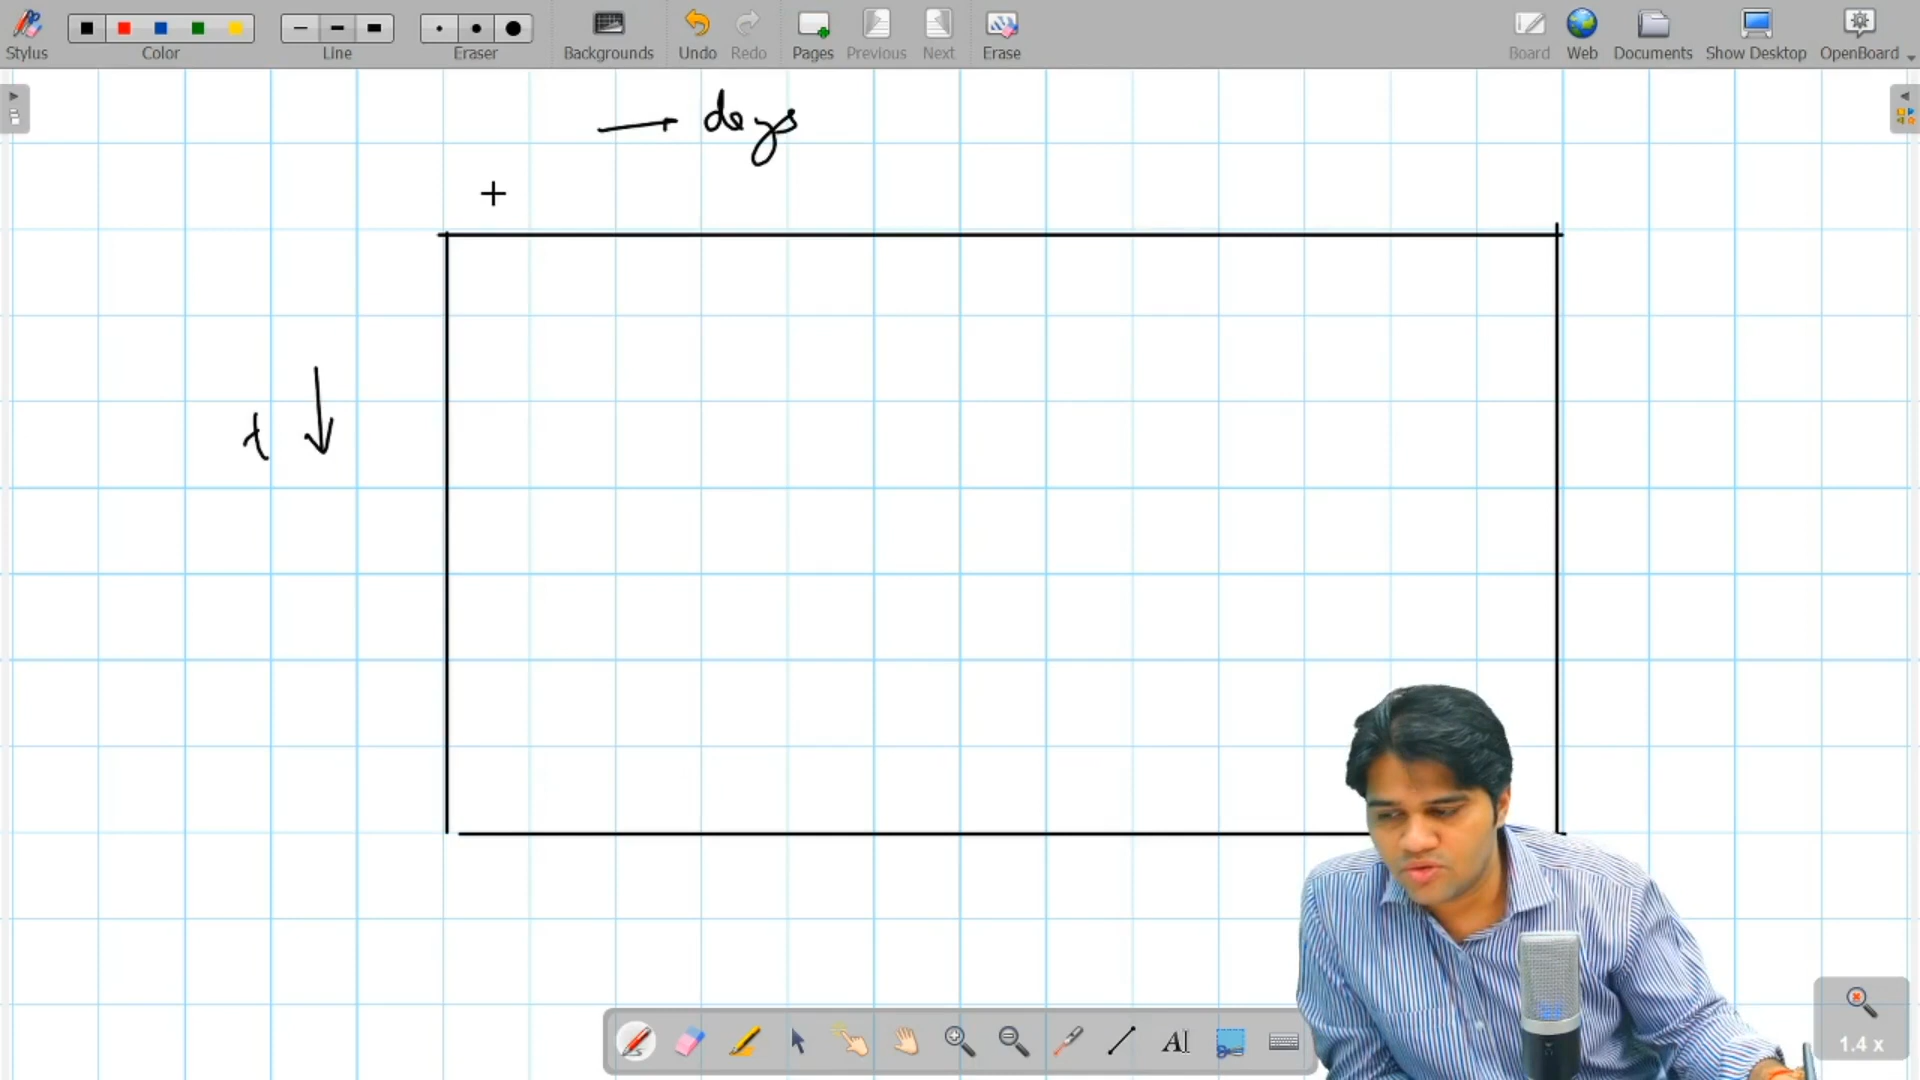 Stylus Color Line Eraser Backgrounds Undo Redo Pages Previous Next Erase Board Web Documents Show Desktop OpenBoard
→ days
t ↓
1.4 x